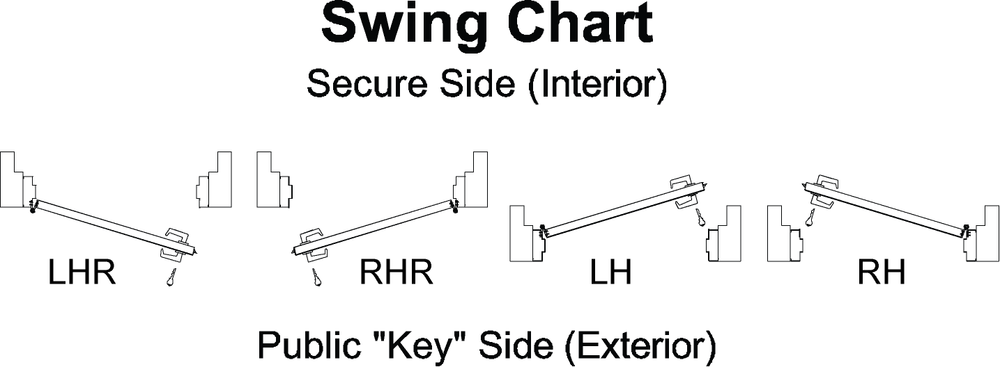 Swing Chart
Secure Side (Interior)
LHR RHR LH RH
Public "Key" Side (Exterior)